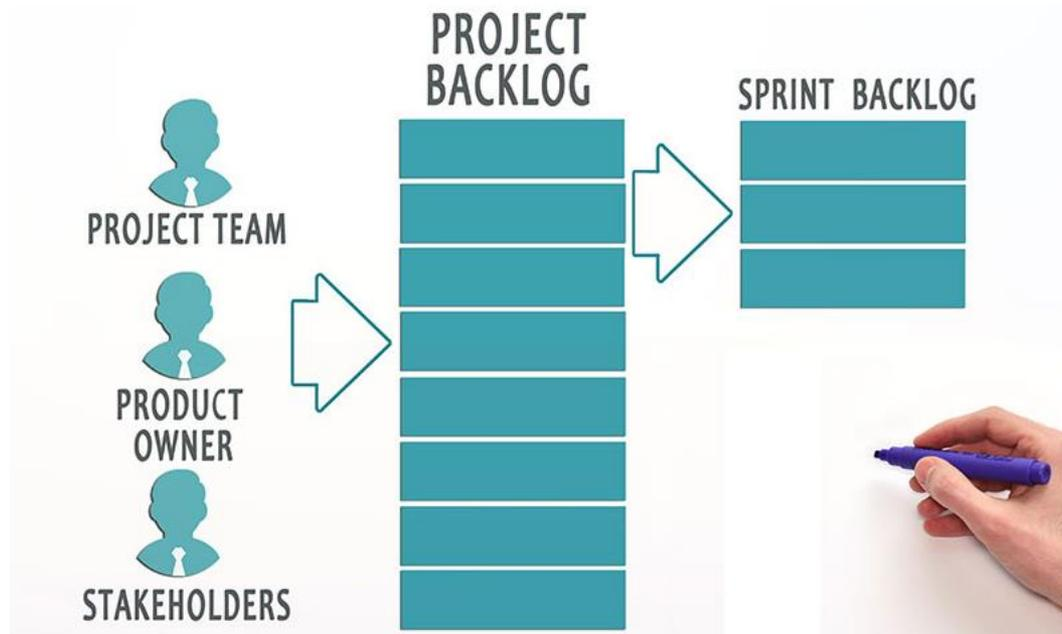 PROJECT
BACKLOG
SPRINT BACKLOG
PROJECT TEAM
PRODUCT
OWNER
STAKEHOLDERS